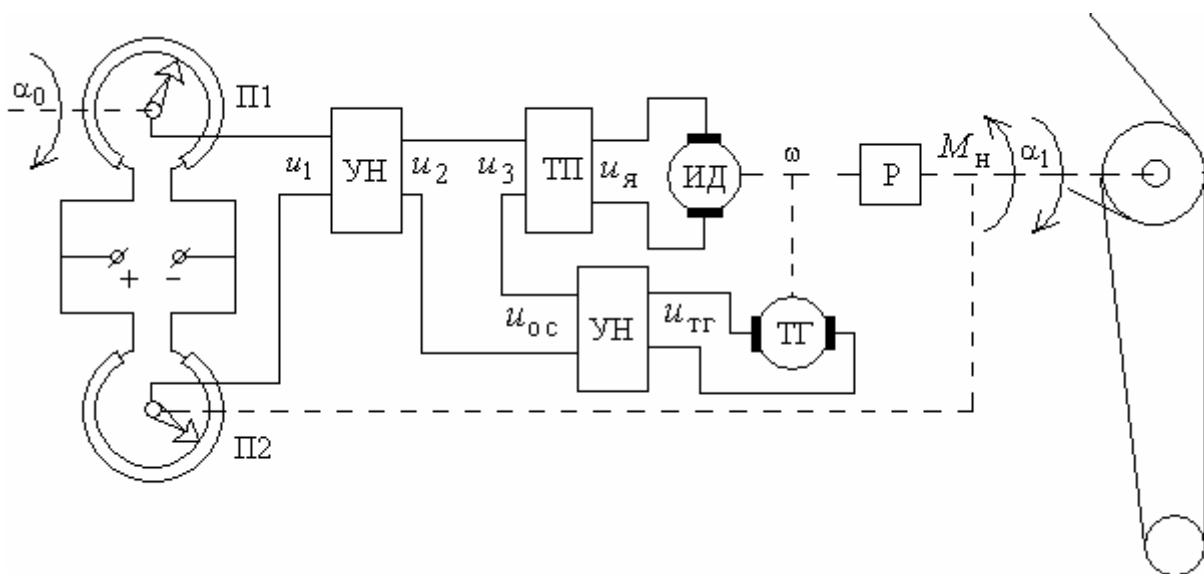 α₀
П1
u₁
УН
u₂
u₃
ТП
uя
ИД
ω
Р
Mн
α₁
+
−
uос
УН
uтг
ТГ
П2